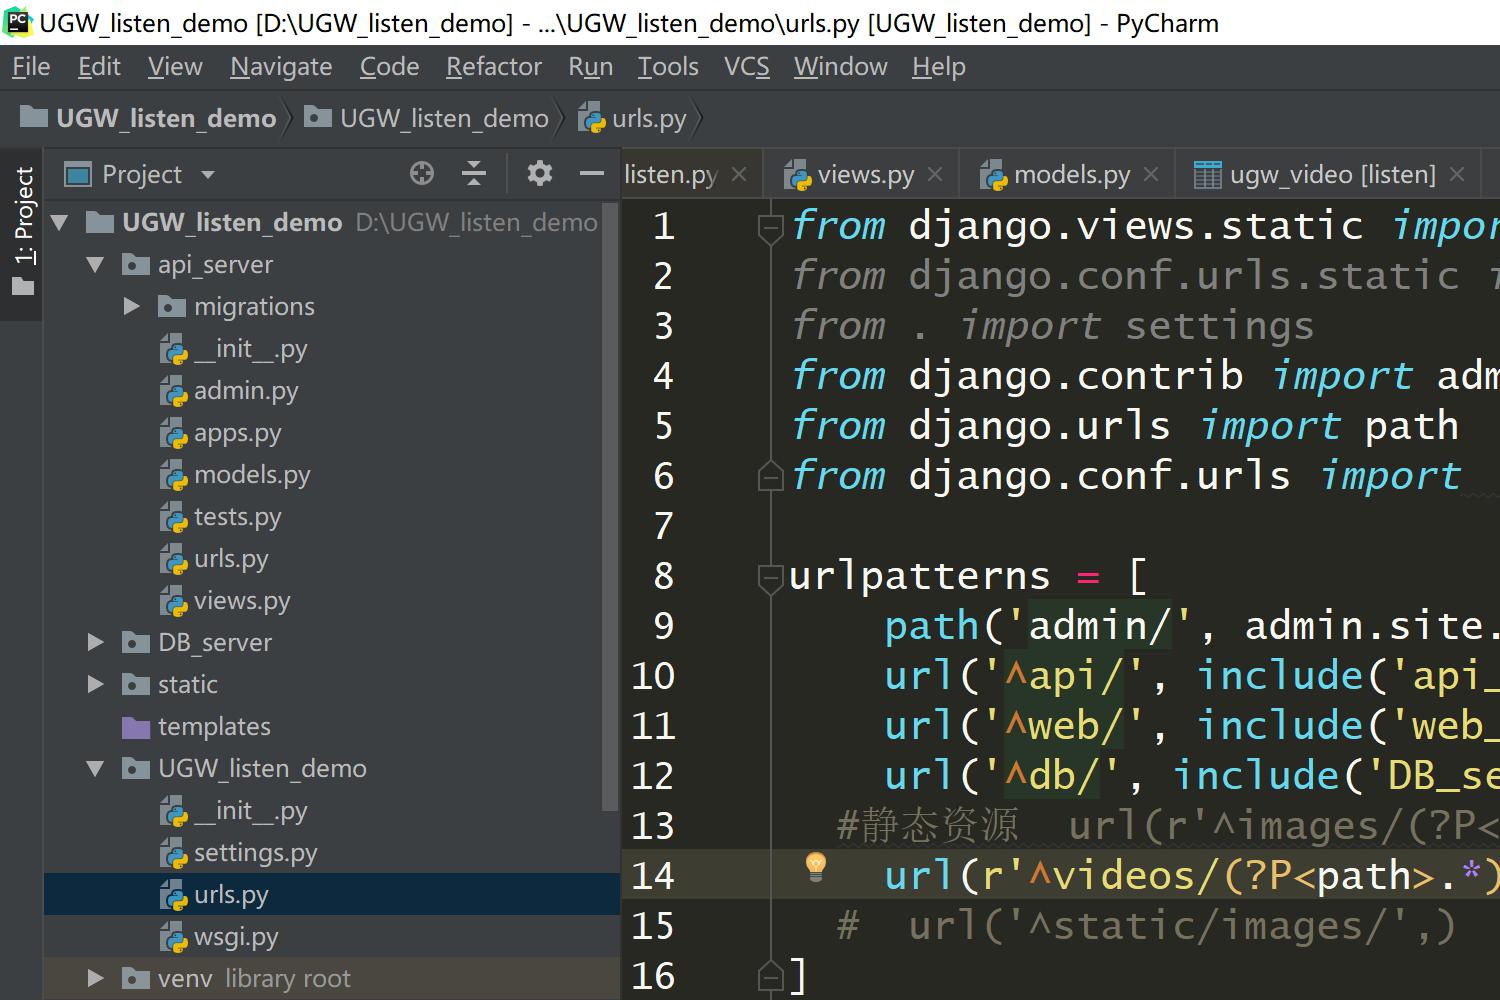 UGW_listen_demo [D:\UGW_listen_demo] - ...\UGW_listen_demo\urls.py [UGW_listen_demo] - PyCharm
File Edit View Navigate Code Refactor Run Tools VCS Window Help
UGW_listen_demo UGW_listen_demo urls.py
1: Project
Project
listen.py views.py models.py ugw_video [listen]
UGW_listen_demo D:\UGW_listen_demo
api_server
migrations
__init__.py
admin.py
apps.py
models.py
tests.py
urls.py
views.py
DB_server
static
templates
UGW_listen_demo
__init__.py
settings.py
urls.py
wsgi.py
venv library root
1 from django.views.static impor
2 from django.conf.urls.static i
3 from . import settings
4 from django.contrib import adm
5 from django.urls import path
6 from django.conf.urls import
7
8 urlpatterns = [
9 path('admin/', admin.site.
10 url('^api/', include('api_
11 url('^web/', include('web_
12 url('^db/', include('DB_se
13 #静态资源 url(r'^images/(?P<
14 url(r'^videos/(?P<path>.*)
15 # url('^static/images/',)
16 ]